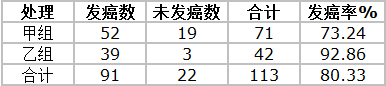 处理 发癌数 未发癌数 合计 发癌率%
甲组 52 19 71 73.24
乙组 39 3 42 92.86
合计 91 22 113 80.33